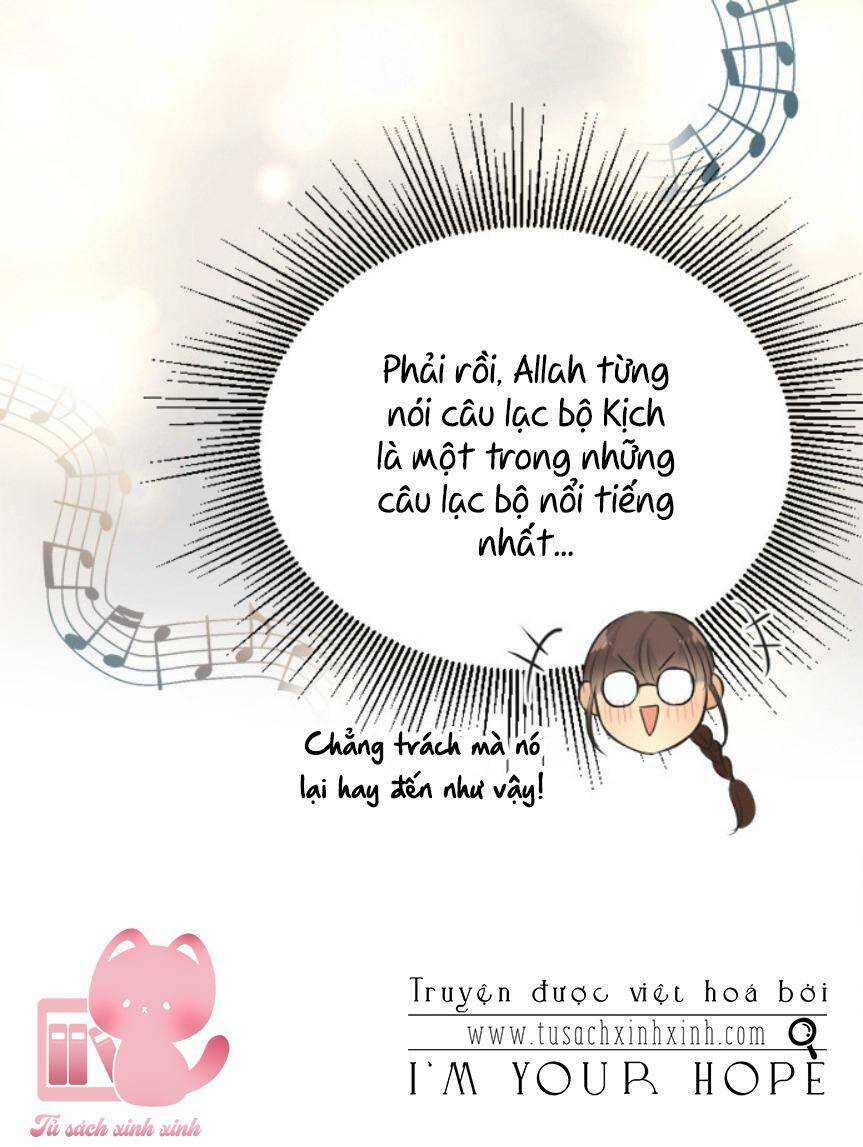 Phải rồi, Allah từng
nói câu lạc bộ Kịch
là một trong những
câu lạc bộ nổi tiếng
nhất...
Chẳng trách mà nó
lại hay đến như vậy!
Truyện được việt hoá bởi
www.tusachxinhxinh.com
I'M YOUR HOPE
Tủ sách xinh xinh